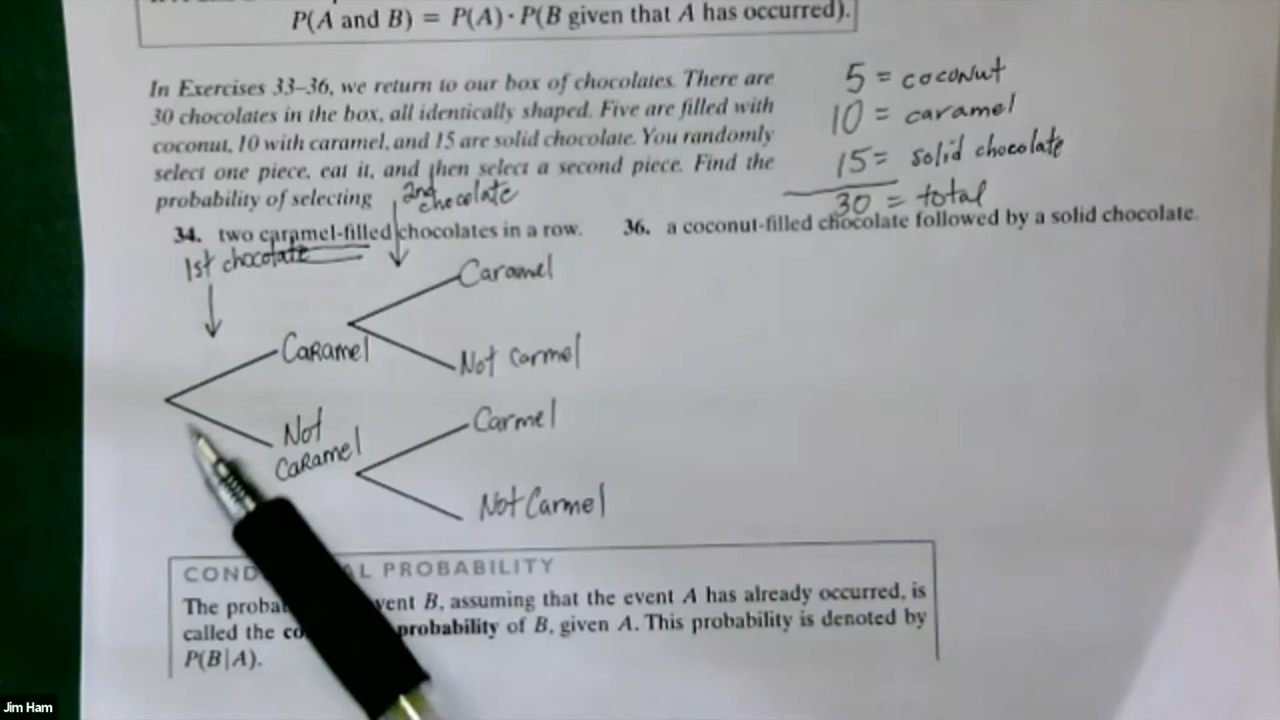 P(A and B) = P(A) · P(B given that A has occurred).
In Exercises 33–36, we return to our box of chocolates. There are
30 chocolates in the box, all identically shaped. Five are filled with
coconut, 10 with caramel, and 15 are solid chocolate. You randomly
select one piece, eat it, and then select a second piece. Find the
probability of selecting
5 = coconut
10 = caramel
15 = solid chocolate
30 = total
2nd chocolate
34. two caramel-filled chocolates in a row.
36. a coconut-filled chocolate followed by a solid chocolate.
1st chocolate
Caramel
Caramel
Not Carmel
Not Caramel
Carmel
Not Carmel
PROBABILITY
The event B, assuming that the event A has already occurred, is
called the probability of B, given A. This probability is denoted by
P(B|A).
Jim Ham